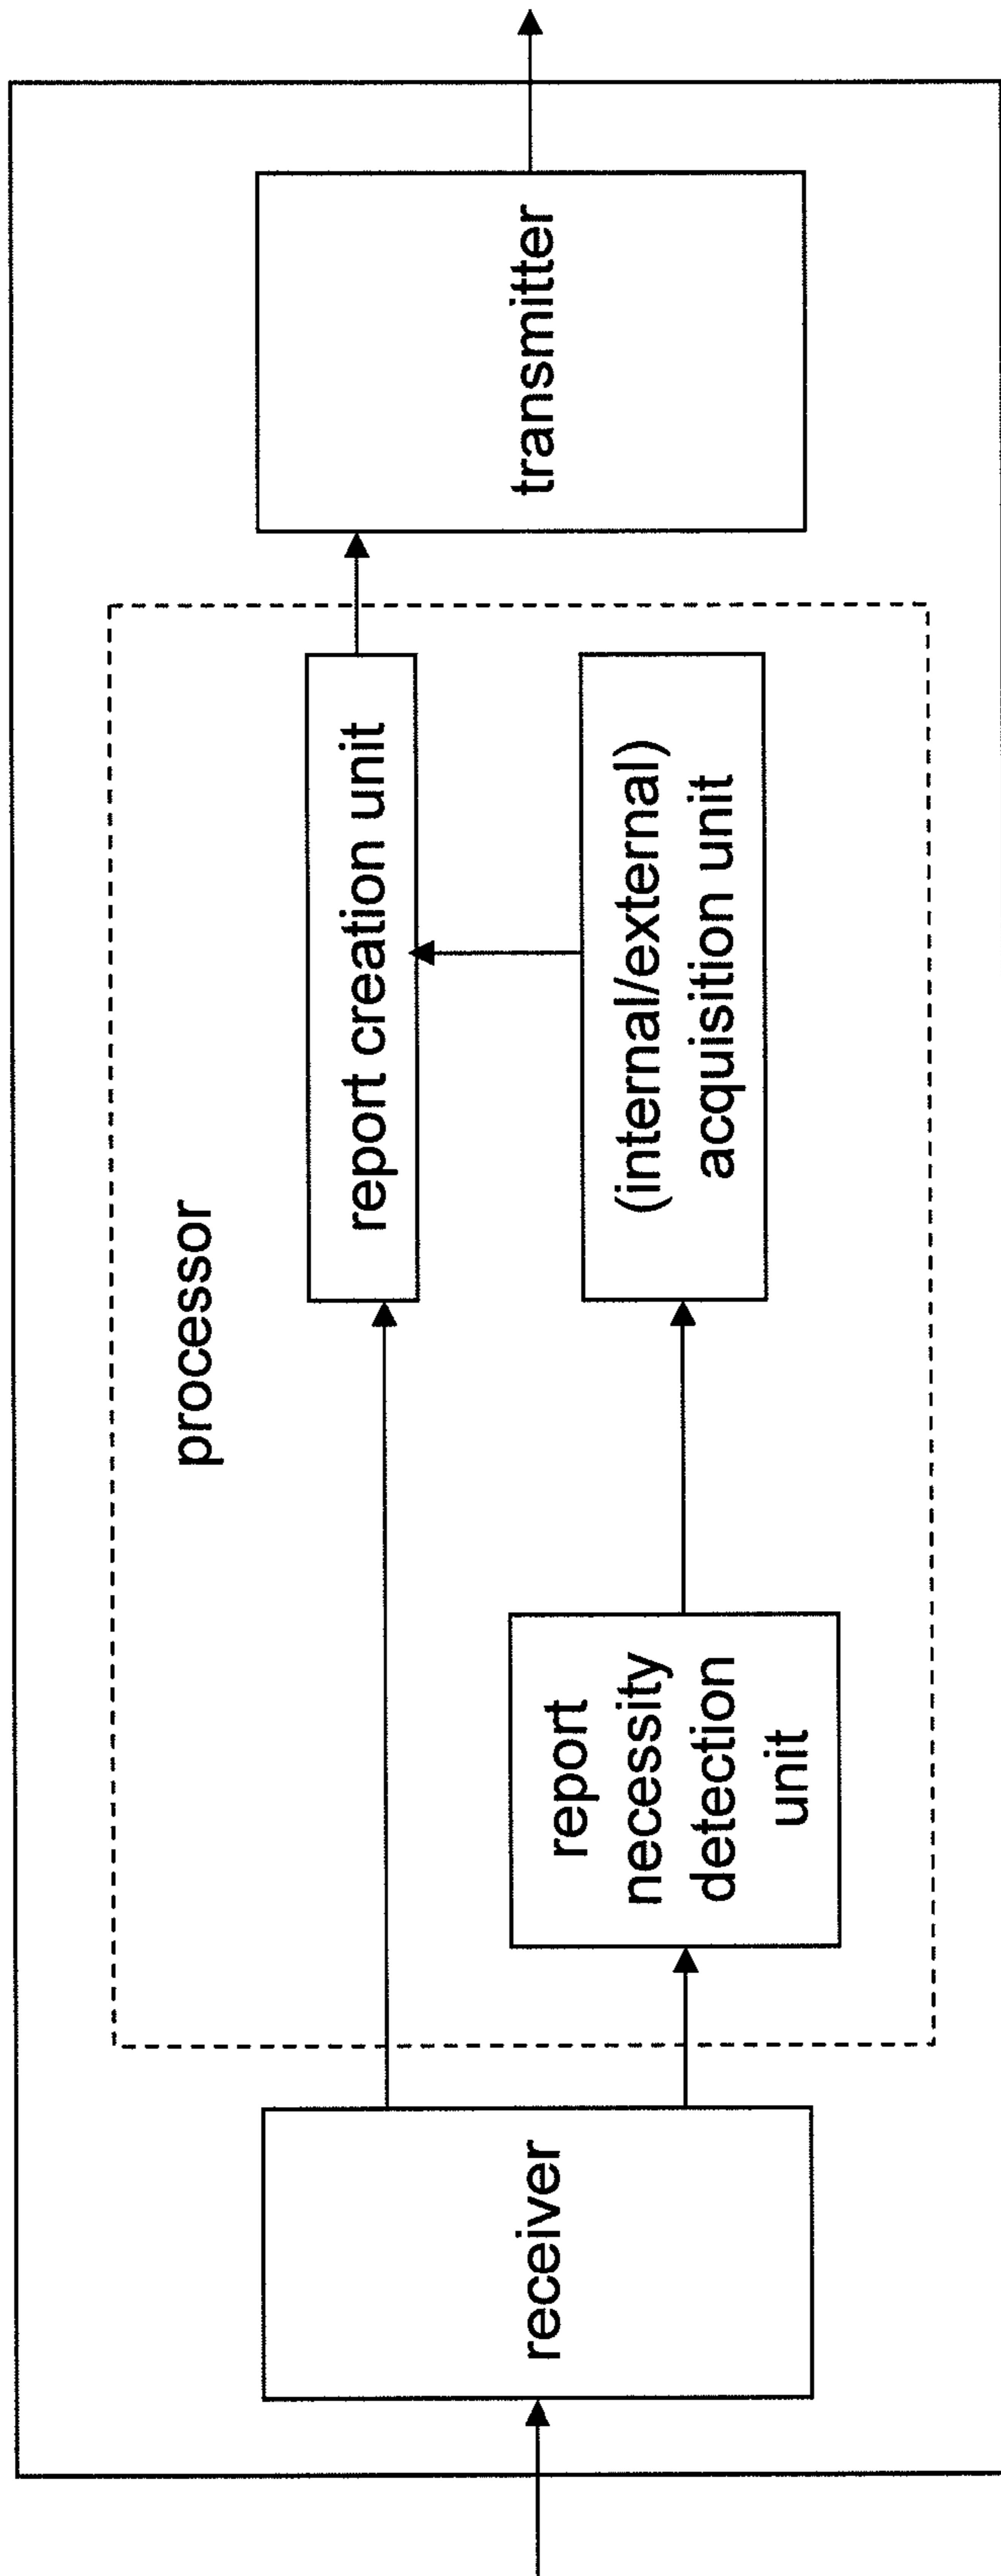 processor
receiver
report
necessity
detection
unit
report creation unit
(internal/external)
acquisition unit
transmitter